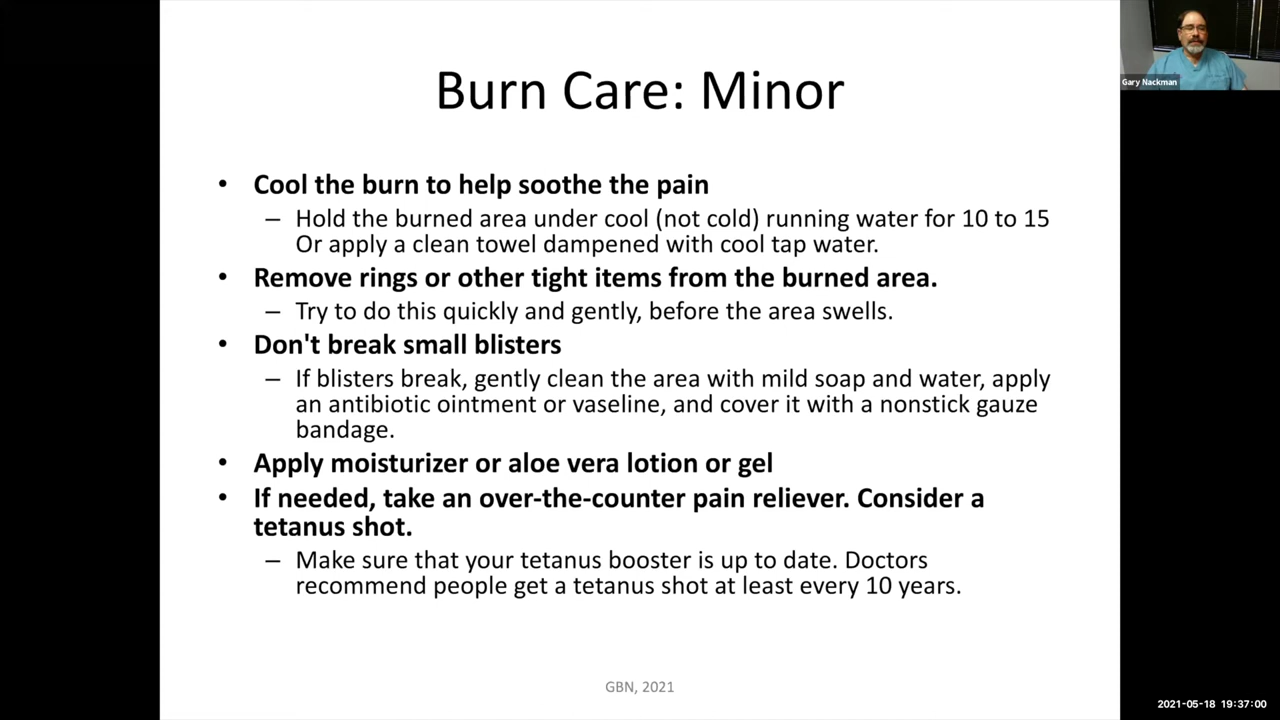 Burn Care: Minor
• Cool the burn to help soothe the pain
– Hold the burned area under cool (not cold) running water for 10 to 15
Or apply a clean towel dampened with cool tap water.
• Remove rings or other tight items from the burned area.
– Try to do this quickly and gently, before the area swells.
• Don't break small blisters
– If blisters break, gently clean the area with mild soap and water, apply
an antibiotic ointment or vaseline, and cover it with a nonstick gauze
bandage.
• Apply moisturizer or aloe vera lotion or gel
• If needed, take an over-the-counter pain reliever. Consider a
tetanus shot.
– Make sure that your tetanus booster is up to date. Doctors
recommend people get a tetanus shot at least every 10 years.
GBN, 2021
Gary Nackman
2021-05-18 19:37:00